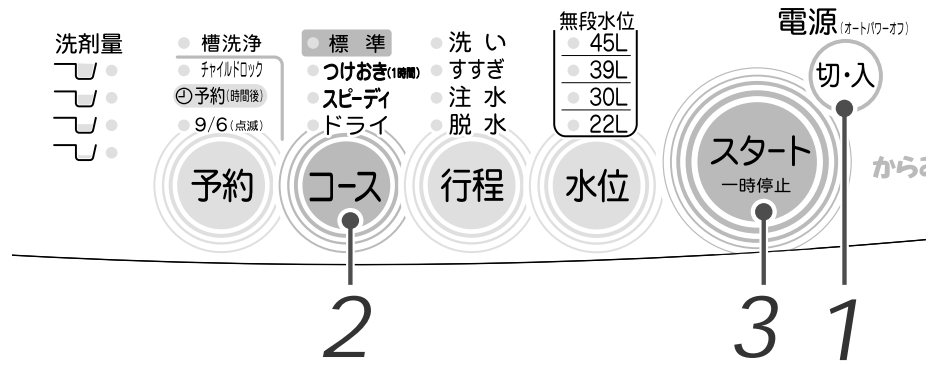 洗剤量
槽洗浄
チャイルドロック
予約(時間後)
9/6(点滅)
標 準
つけおき(1時間)
スピーディ
ドライ
洗 い
すすぎ
注 水
脱 水
無段水位
45L
39L
30L
22L
電源(オートパワーオフ)
切・入
予約
コース
行程
水位
スタート
一時停止
から
2
3
1